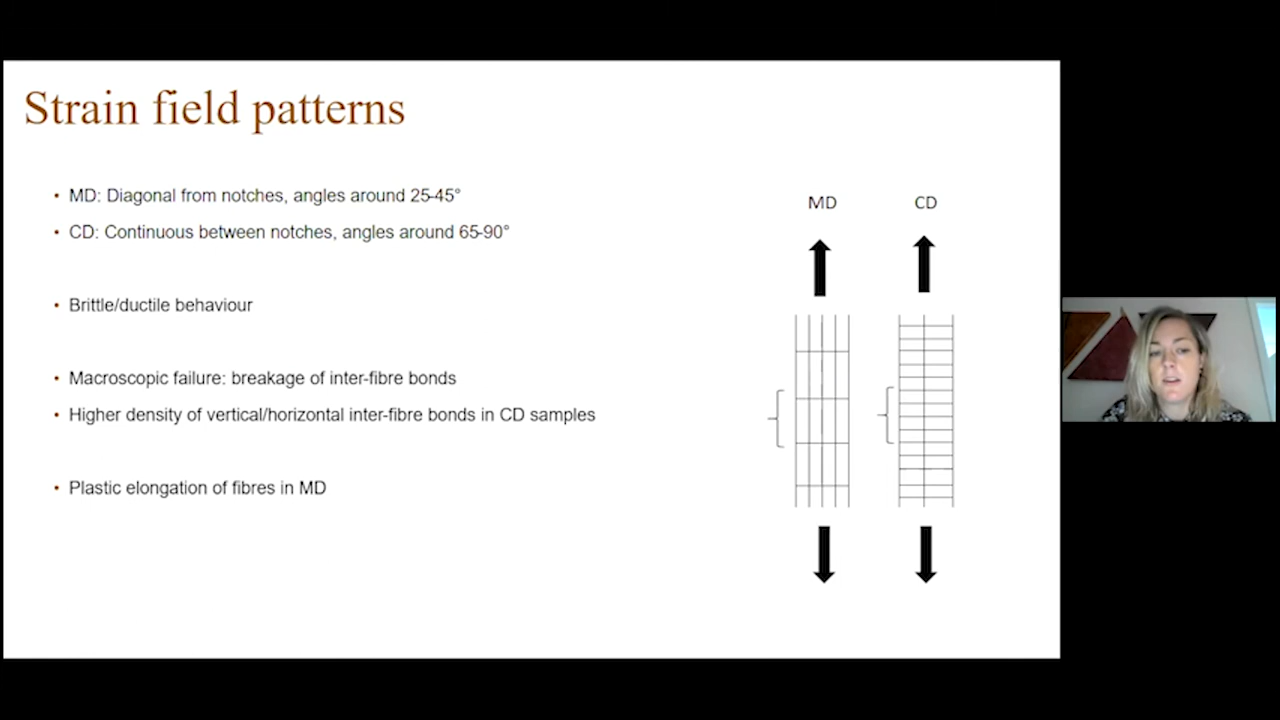 Strain field patterns
• MD: Diagonal from notches, angles around 25-45°
• CD: Continuous between notches, angles around 65-90°
• Brittle/ductile behaviour
• Macroscopic failure: breakage of inter-fibre bonds
• Higher density of vertical/horizontal inter-fibre bonds in CD samples
• Plastic elongation of fibres in MD
MD CD